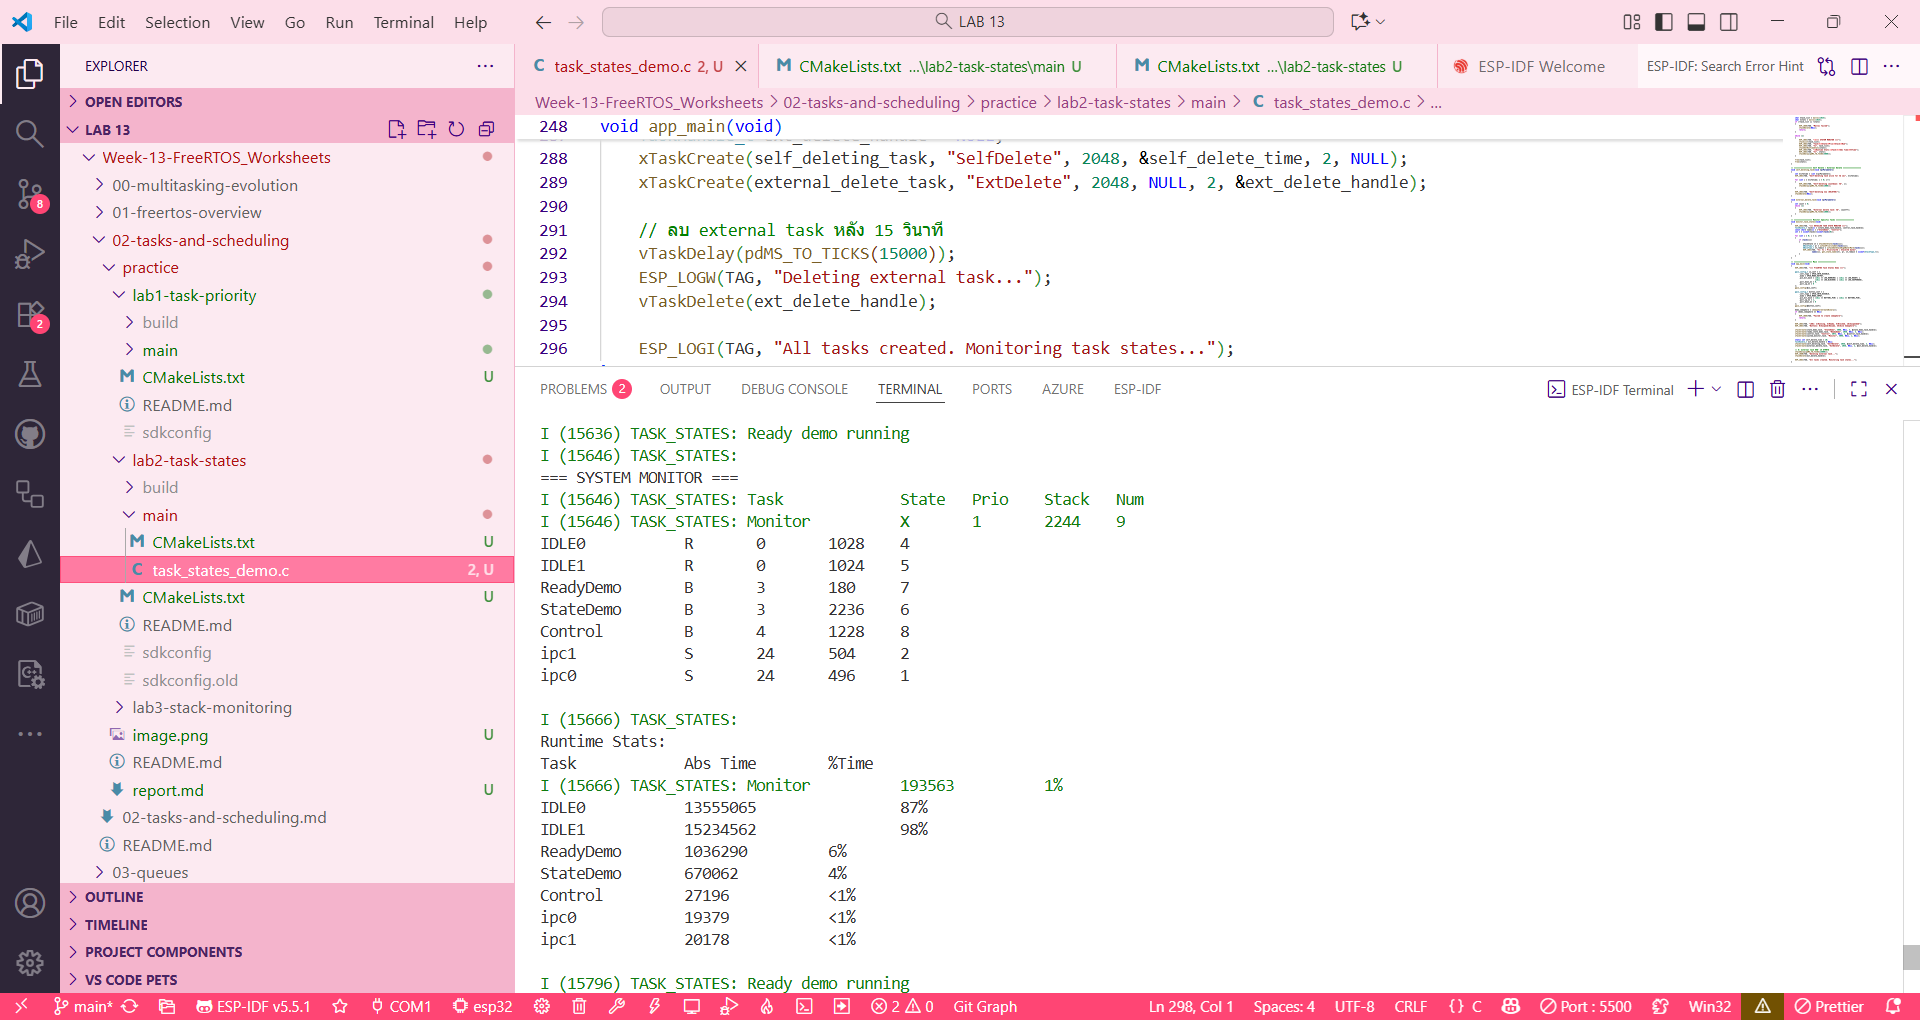 File Edit Selection View Go Run Terminal Help
LAB 13
EXPLORER
OPEN EDITORS
LAB 13
Week-13-FreeRTOS_Worksheets
00-multitasking-evolution
01-freertos-overview
02-tasks-and-scheduling
practice
lab1-task-priority
build
main
CMakeLists.txt U
README.md
sdkconfig
lab2-task-states
build
main
CMakeLists.txt U
task_states_demo.c 2, U
CMakeLists.txt U
README.md
sdkconfig
sdkconfig.old
lab3-stack-monitoring
image.png U
README.md
report.md U
02-tasks-and-scheduling.md
README.md
03-queues
OUTLINE
TIMELINE
PROJECT COMPONENTS
VS CODE PETS
8
2
task_states_demo.c 2, U
CMakeLists.txt ...\lab2-task-states\main U
CMakeLists.txt ...\lab2-task-states U
ESP-IDF Welcome
ESP-IDF: Search Error Hint
Week-13-FreeRTOS_Worksheets > 02-tasks-and-scheduling > practice > lab2-task-states > main > C task_states_demo.c > ...
248 void app_main(void)
288 xTaskCreate(self_deleting_task, "SelfDelete", 2048, &self_delete_time, 2, NULL);
289 xTaskCreate(external_delete_task, "ExtDelete", 2048, NULL, 2, &ext_delete_handle);
290
291 // ลบ external task หลัง 15 วินาที
292 vTaskDelay(pdMS_TO_TICKS(15000));
293 ESP_LOGW(TAG, "Deleting external task...");
294 vTaskDelete(ext_delete_handle);
295
296 ESP_LOGI(TAG, "All tasks created. Monitoring task states...");
PROBLEMS 2 OUTPUT DEBUG CONSOLE TERMINAL PORTS AZURE ESP-IDF
ESP-IDF Terminal
I (15636) TASK_STATES: Ready demo running
I (15646) TASK_STATES:
=== SYSTEM MONITOR ===
I (15646) TASK_STATES: Task State Prio Stack Num
I (15646) TASK_STATES: Monitor X 1 2244 9
IDLE0 R 0 1028 4
IDLE1 R 0 1024 5
ReadyDemo B 3 180 7
StateDemo B 3 2236 6
Control B 4 1228 8
ipc1 S 24 504 2
ipc0 S 24 496 1
I (15666) TASK_STATES:
Runtime Stats:
Task Abs Time %Time
I (15666) TASK_STATES: Monitor 193563 1%
IDLE0 13555065 87%
IDLE1 15234562 98%
ReadyDemo 1036290 6%
StateDemo 670062 4%
Control 27196 <1%
ipc0 19379 <1%
ipc1 20178 <1%
I (15796) TASK_STATES: Ready demo running
main* ESP-IDF v5.5.1 COM1 esp32 2 0 Git Graph Ln 298, Col 1 Spaces: 4 UTF-8 CRLF {} C Port : 5500 Win32 Prettier